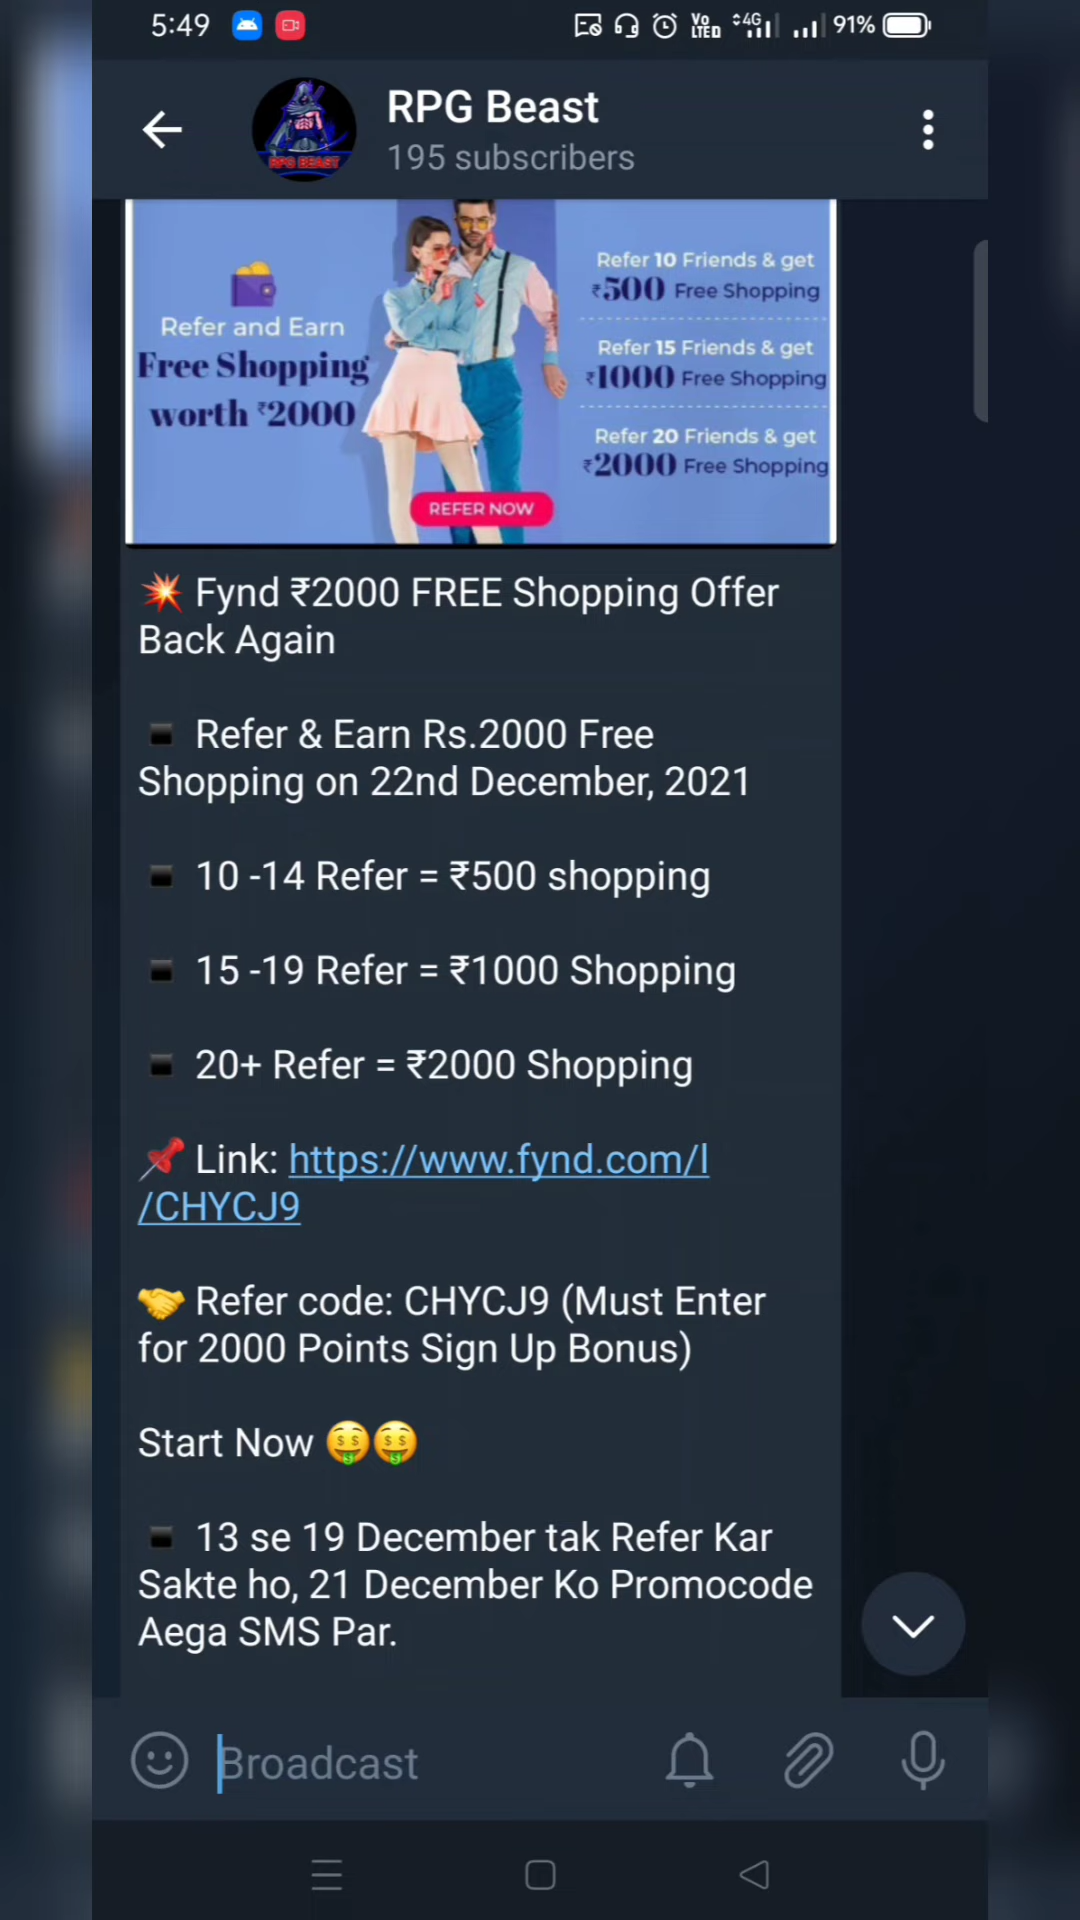 5:49
Vo LTED
4G
91%
RPG Beast
195 subscribers
RPG BEAST
Refer and Earn
Free Shopping
worth ₹2000
Refer 10 Friends & get
₹500 Free Shopping
Refer 15 Friends & get
₹1000 Free Shopping
Refer 20 Friends & get
₹2000 Free Shopping
REFER NOW
💥 Fynd ₹2000 FREE Shopping Offer
Back Again
▪ Refer & Earn Rs.2000 Free
Shopping on 22nd December, 2021
▪ 10 -14 Refer = ₹500 shopping
▪ 15 -19 Refer = ₹1000 Shopping
▪ 20+ Refer = ₹2000 Shopping
📌 Link: https://www.fynd.com/l
/CHYCJ9
🤝 Refer code: CHYCJ9 (Must Enter
for 2000 Points Sign Up Bonus)
Start Now 🤑🤑
▪ 13 se 19 December tak Refer Kar
Sakte ho, 21 December Ko Promocode
Aega SMS Par.
Broadcast